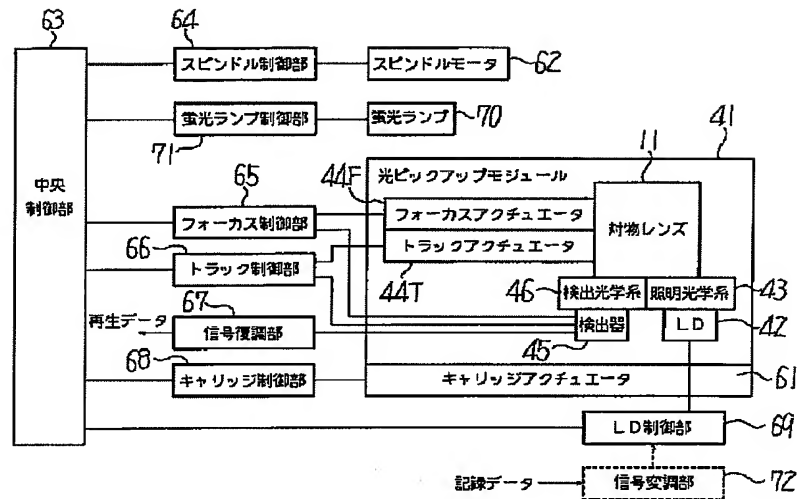 63
64
スピンドル制御部
スピンドルモータ
62
蛍光ランプ制御部
蛍光ランプ
70
71
41
11
光ピックアップモジュール
中央
制御部
65
44F
フォーカス制御部
フォーカスアクチュエータ
対物レンズ
66
トラック制御部
トラックアクチュエータ
44T
46
検出光学系
照明光学系
43
67
再生データ
信号復調部
検出器
LD
42
45
68
キャリッジ制御部
キャリッジアクチュエータ
61
LD制御部
69
記録データ
信号変調部
72